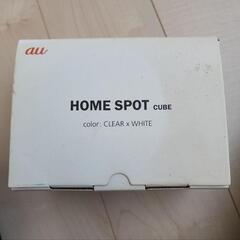 au
HOME SPOT CUBE
color: CLEAR x WHITE